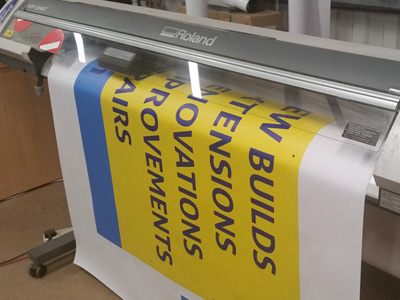 Roland
EW BUILDS
TENSIONS
NOVATIONS
PROVEMENTS
AIRS